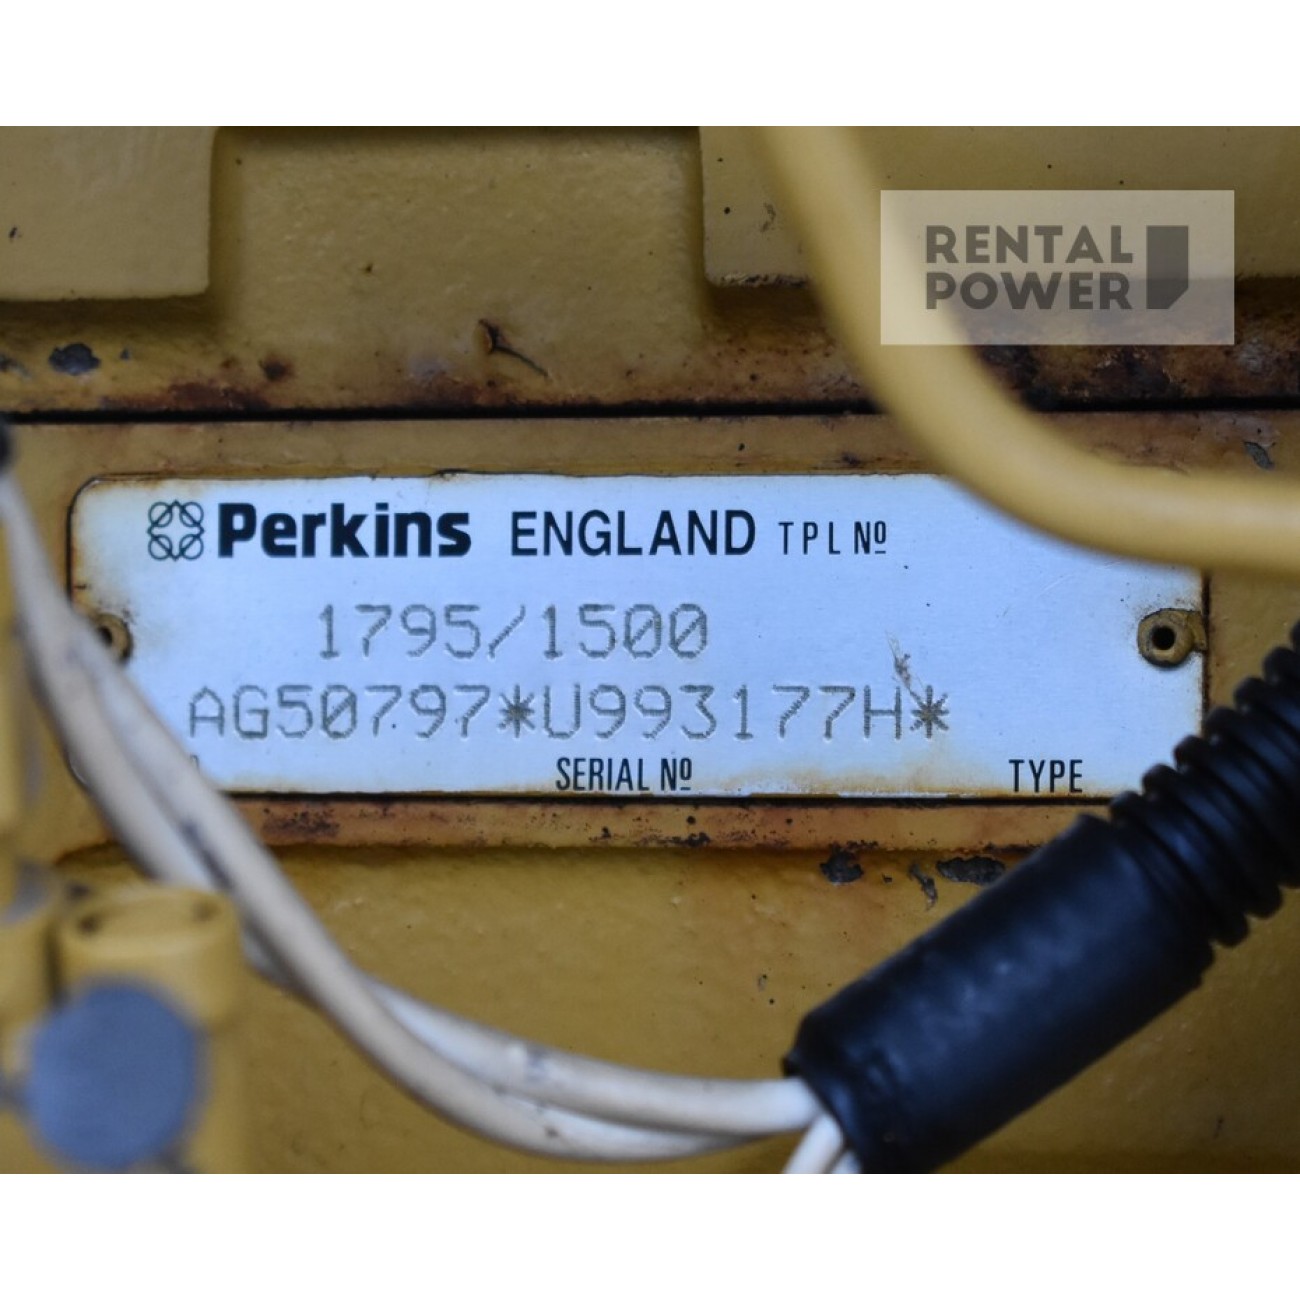 RENTAL
POWER
Perkins ENGLAND TPL Nº
1795/1500
AG50797*U993177H*
SERIAL Nº TYPE